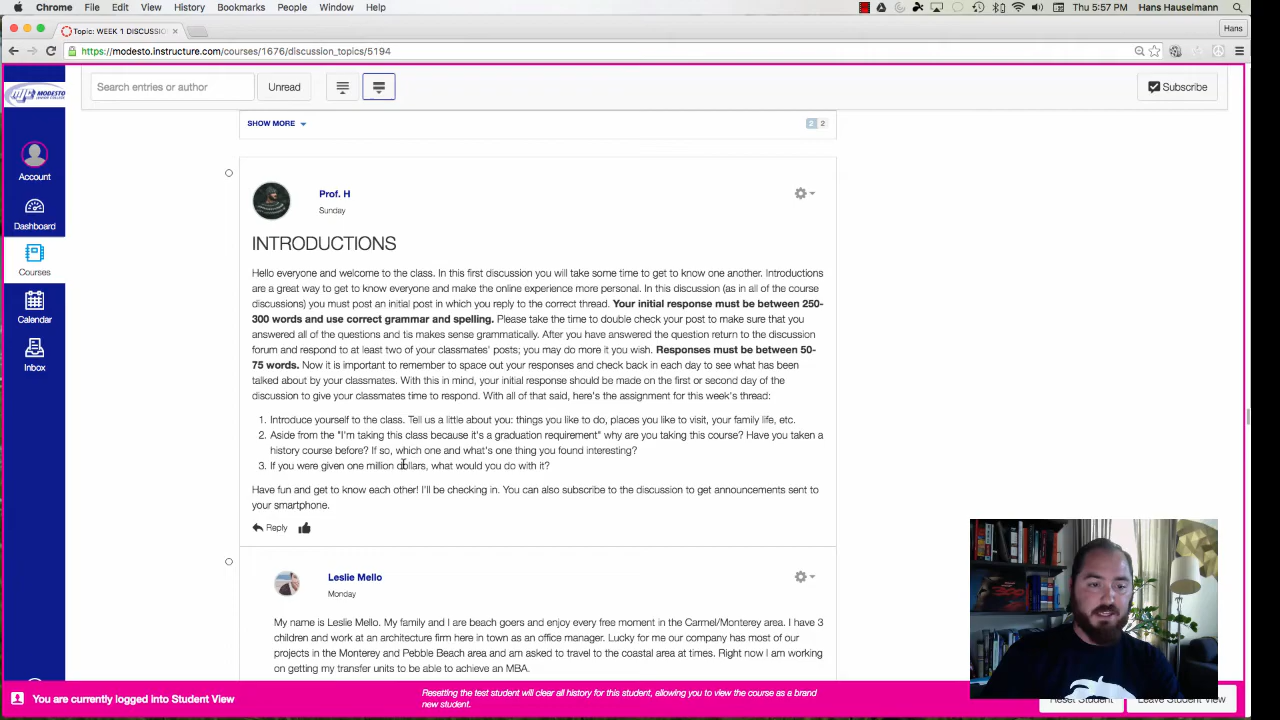 Chrome File Edit View History Bookmarks People Window Help
Thu 5:57 PM Hans Hauselmann
Topic: WEEK 1 DISCUSSIO
Hans
https://modesto.instructure.com/courses/1676/discussion_topics/5194
Search entries or author
Unread
Subscribe
MODESTO
Account
Dashboard
Courses
Calendar
Inbox
SHOW MORE
2 2
Prof. H
Sunday
INTRODUCTIONS
Hello everyone and welcome to the class. In this first discussion you will take some time to get to know one another. Introductions
are a great way to get to know everyone and make the online experience more personal. In this discussion (as in all of the course
discussions) you must post an initial post in which you reply to the correct thread. Your initial response must be between 250-
300 words and use correct grammar and spelling. Please take the time to double check your post to make sure that you
answered all of the questions and tis makes sense grammatically. After you have answered the question return to the discussion
forum and respond to at least two of your classmates' posts; you may do more it you wish. Responses must be between 50-
75 words. Now it is important to remember to space out your responses and check back in each day to see what has been
talked about by your classmates. With this in mind, your initial response should be made on the first or second day of the
discussion to give your classmates time to respond. With all of that said, here's the assignment for this week's thread:
1. Introduce yourself to the class. Tell us a little about you: things you like to do, places you like to visit, your family life, etc.
2. Aside from the "I'm taking this class because it's a graduation requirement" why are you taking this course? Have you taken a
history course before? If so, which one and what's one thing you found interesting?
3. If you were given one million dollars, what would you do with it?
Have fun and get to know each other! I'll be checking in. You can also subscribe to the discussion to get announcements sent to
your smartphone.
Reply
Leslie Mello
Monday
My name is Leslie Mello. My family and I are beach goers and enjoy every free moment in the Carmel/Monterey area. I have 3
children and work at an architecture firm here in town as an office manager. Lucky for me our company has most of our
projects in the Monterey and Pebble Beach area and am asked to travel to the coastal area at times. Right now I am working
on getting my transfer units to be able to achieve an MBA.
You are currently logged into Student View
Resetting the test student will clear all history for this student, allowing you to view the course as a brand
new student.
Reset Student
Leave Student View